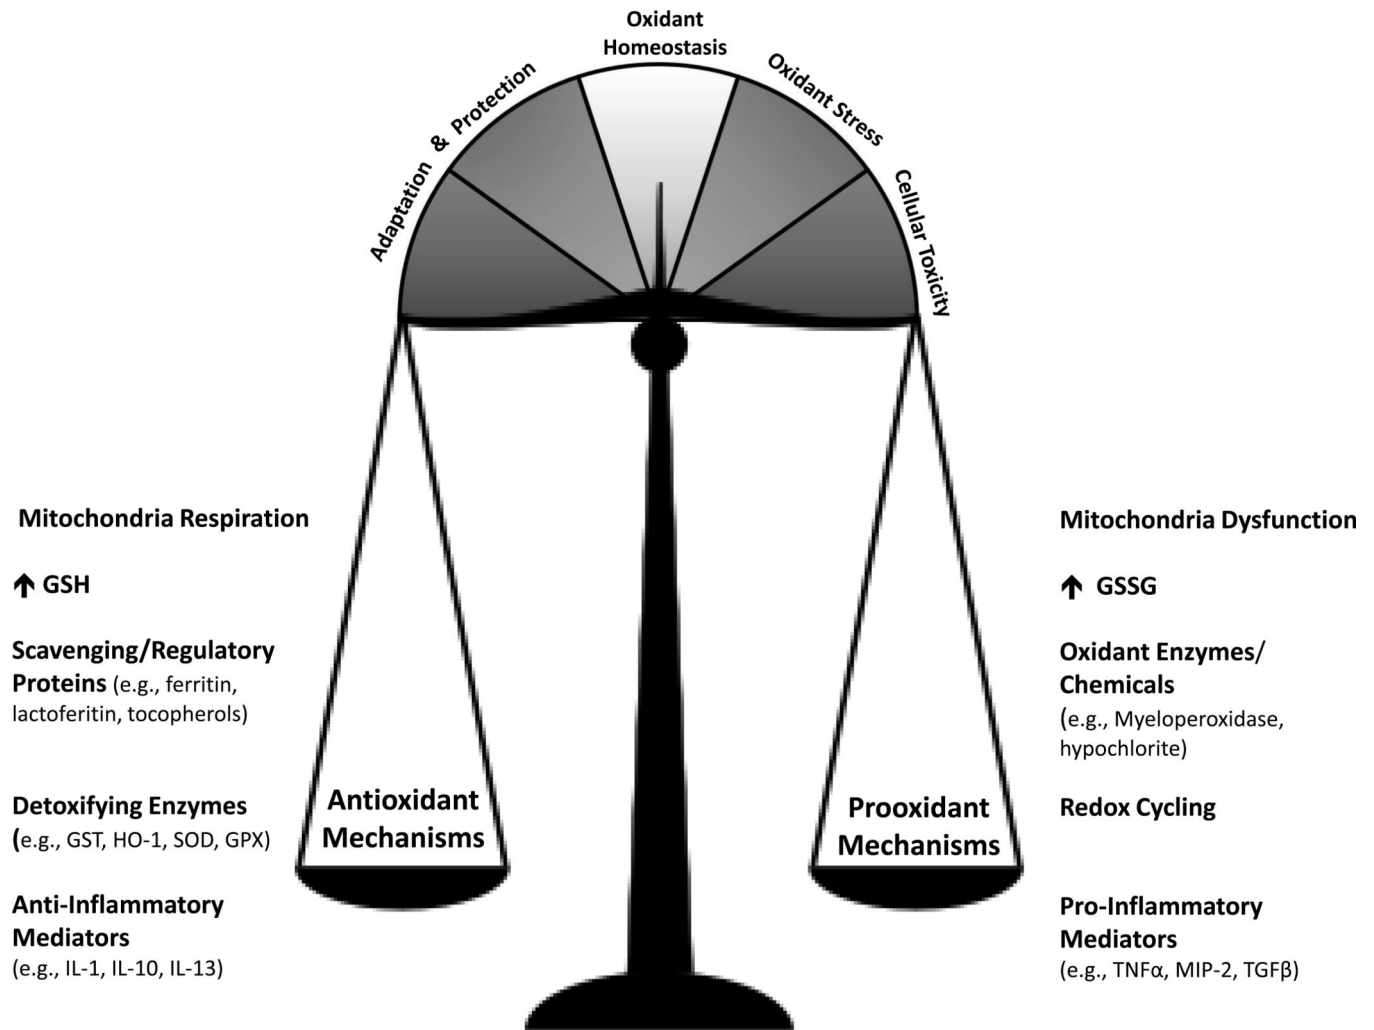 Oxidant
Homeostasis
Adaptation & Protection
Oxidant Stress
Cellular Toxicity
Mitochondria Respiration
↑ GSH
Scavenging/Regulatory
Proteins (e.g., ferritin,
lactoferitin, tocopherols)
Detoxifying Enzymes
(e.g., GST, HO-1, SOD, GPX)
Anti-Inflammatory
Mediators
(e.g., IL-1, IL-10, IL-13)
Antioxidant
Mechanisms
Prooxidant
Mechanisms
Mitochondria Dysfunction
↑ GSSG
Oxidant Enzymes/
Chemicals
(e.g., Myeloperoxidase,
hypochlorite)
Redox Cycling
Pro-Inflammatory
Mediators
(e.g., TNFα, MIP-2, TGFβ)